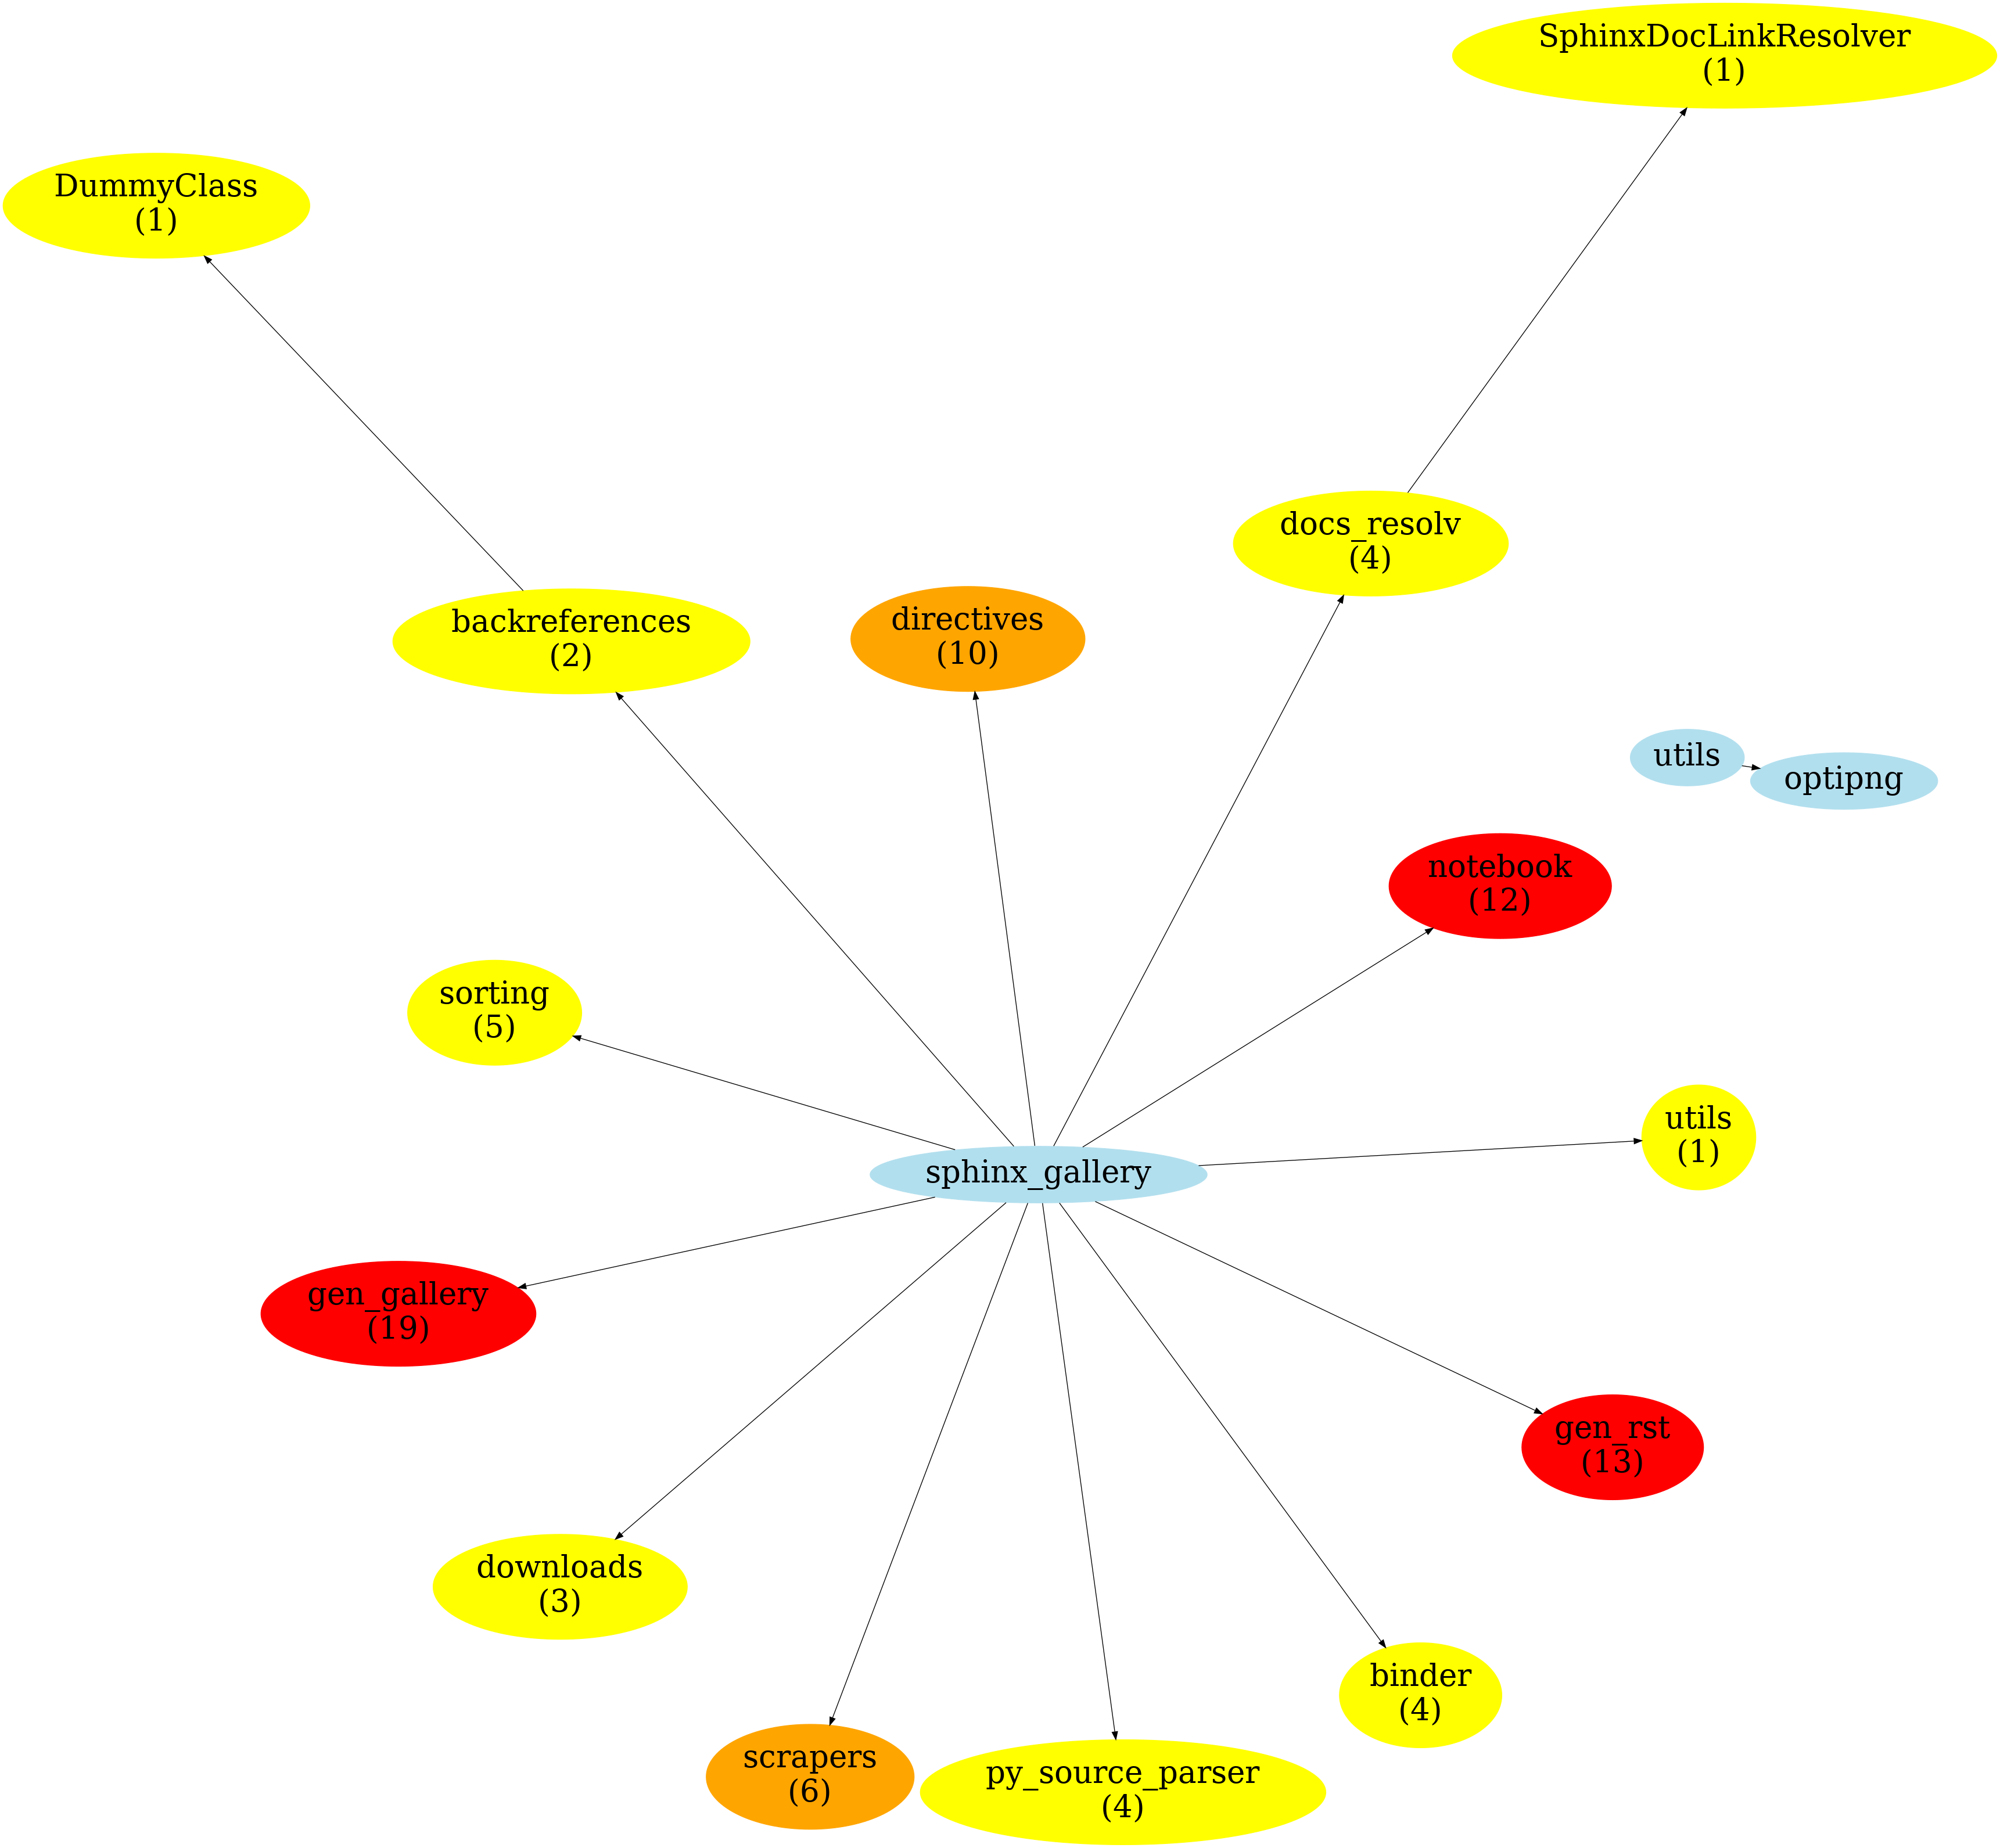 SphinxDocLinkResolver
(1)
DummyClass
(1)
docs_resolv
(4)
backreferences
(2)
directives
(10)
utils
optipng
notebook
(12)
sorting
(5)
utils
(1)
sphinx_gallery
gen_gallery
(19)
gen_rst
(13)
downloads
(3)
binder
(4)
scrapers
(6)
py_source_parser
(4)